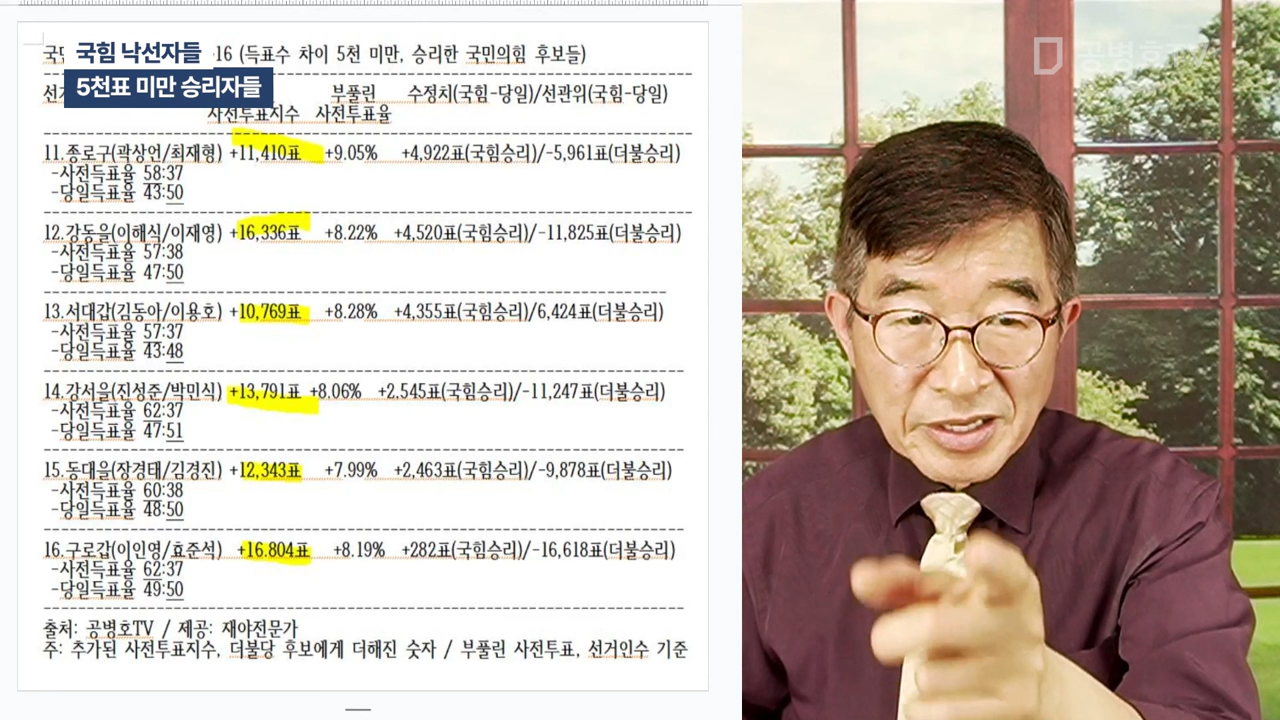 국힘 낙선자들
5천표 미만 승리자들
16 (득표수 차이 5천 미만, 승리한 국민의힘 후보들)
부풀린 수정치(국힘-당일)/선관위(국힘-당일)
사전투표지수 사전투표율
11.종로구(곽상언/최재형) +11,410표 +9.05% +4,922표(국힘승리)/-5,961표(더불승리)
-사전득표율 58:37
-당일득표율 43:50
12.강동을(이해식/이재영) +16,336표 +8.22% +4,520표(국힘승리)/-11,825표(더불승리)
-사전득표율 57:38
-당일득표율 47:50
13.서대갑(김동아/이용호) +10,769표 +8.28% +4,355표(국힘승리)/6,424표(더불승리)
-사전득표율 57:37
-당일득표율 43:48
14.강서을(진성준/박민식) +13,791표 +8.06% +2,545표(국힘승리)/-11,247표(더불승리)
-사전득표율 62:37
-당일득표율 47:51
15.동대을(장경태/김경진) +12,343표 +7.99% +2,463표(국힘승리)/-9,878표(더불승리)
-사전득표율 60:38
-당일득표율 48:50
16.구로갑(이인영/효준석) +16.804표 +8.19% +282표(국힘승리)/-16,618표(더불승리)
-사전득표율 62:37
-당일득표율 49:50
출처: 공병호TV / 제공: 재야전문가
주: 추가된 사전투표지수, 더불당 후보에게 더해진 숫자 / 부풀린 사전투표, 선거인수 기준
공병호